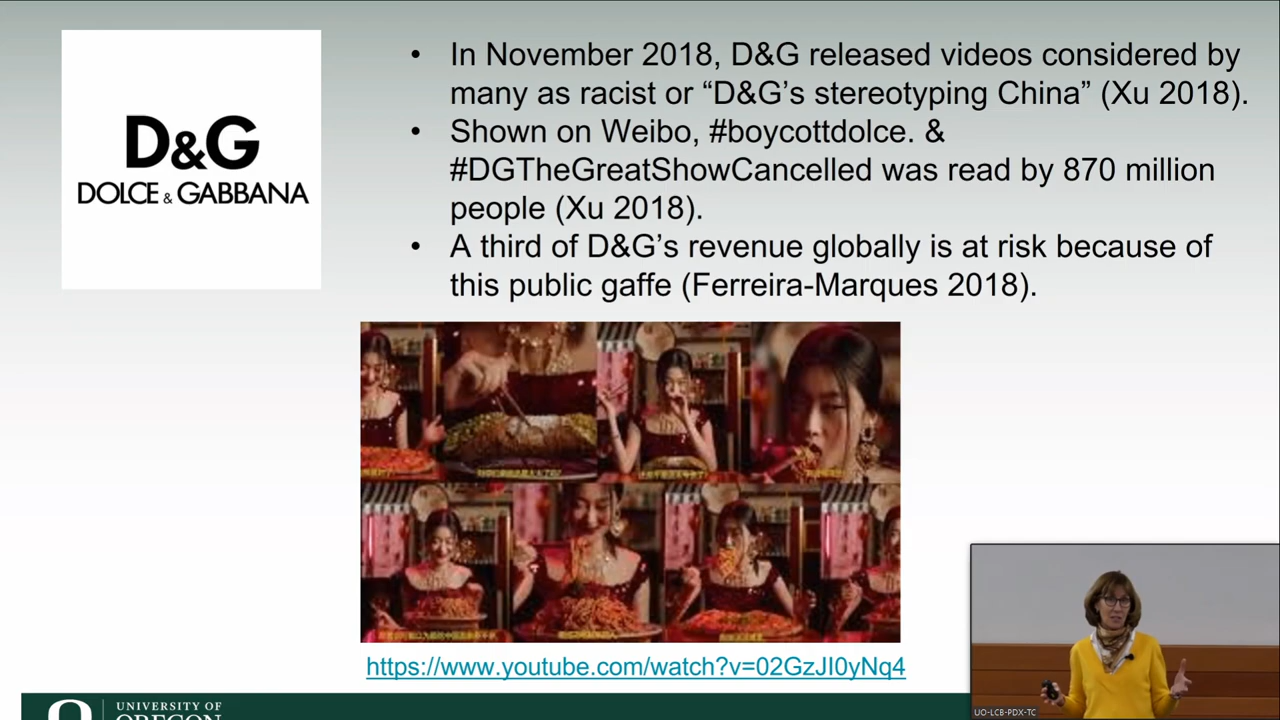 D&G
DOLCE & GABBANA
• In November 2018, D&G released videos considered by
many as racist or “D&G’s stereotyping China” (Xu 2018).
• Shown on Weibo, #boycottdolce. &
#DGTheGreatShowCancelled was read by 870 million
people (Xu 2018).
• A third of D&G’s revenue globally is at risk because of
this public gaffe (Ferreira-Marques 2018).
https://www.youtube.com/watch?v=02GzJI0yNq4
UNIVERSITY OF
OREGON
UO-LCB-PDX-TC